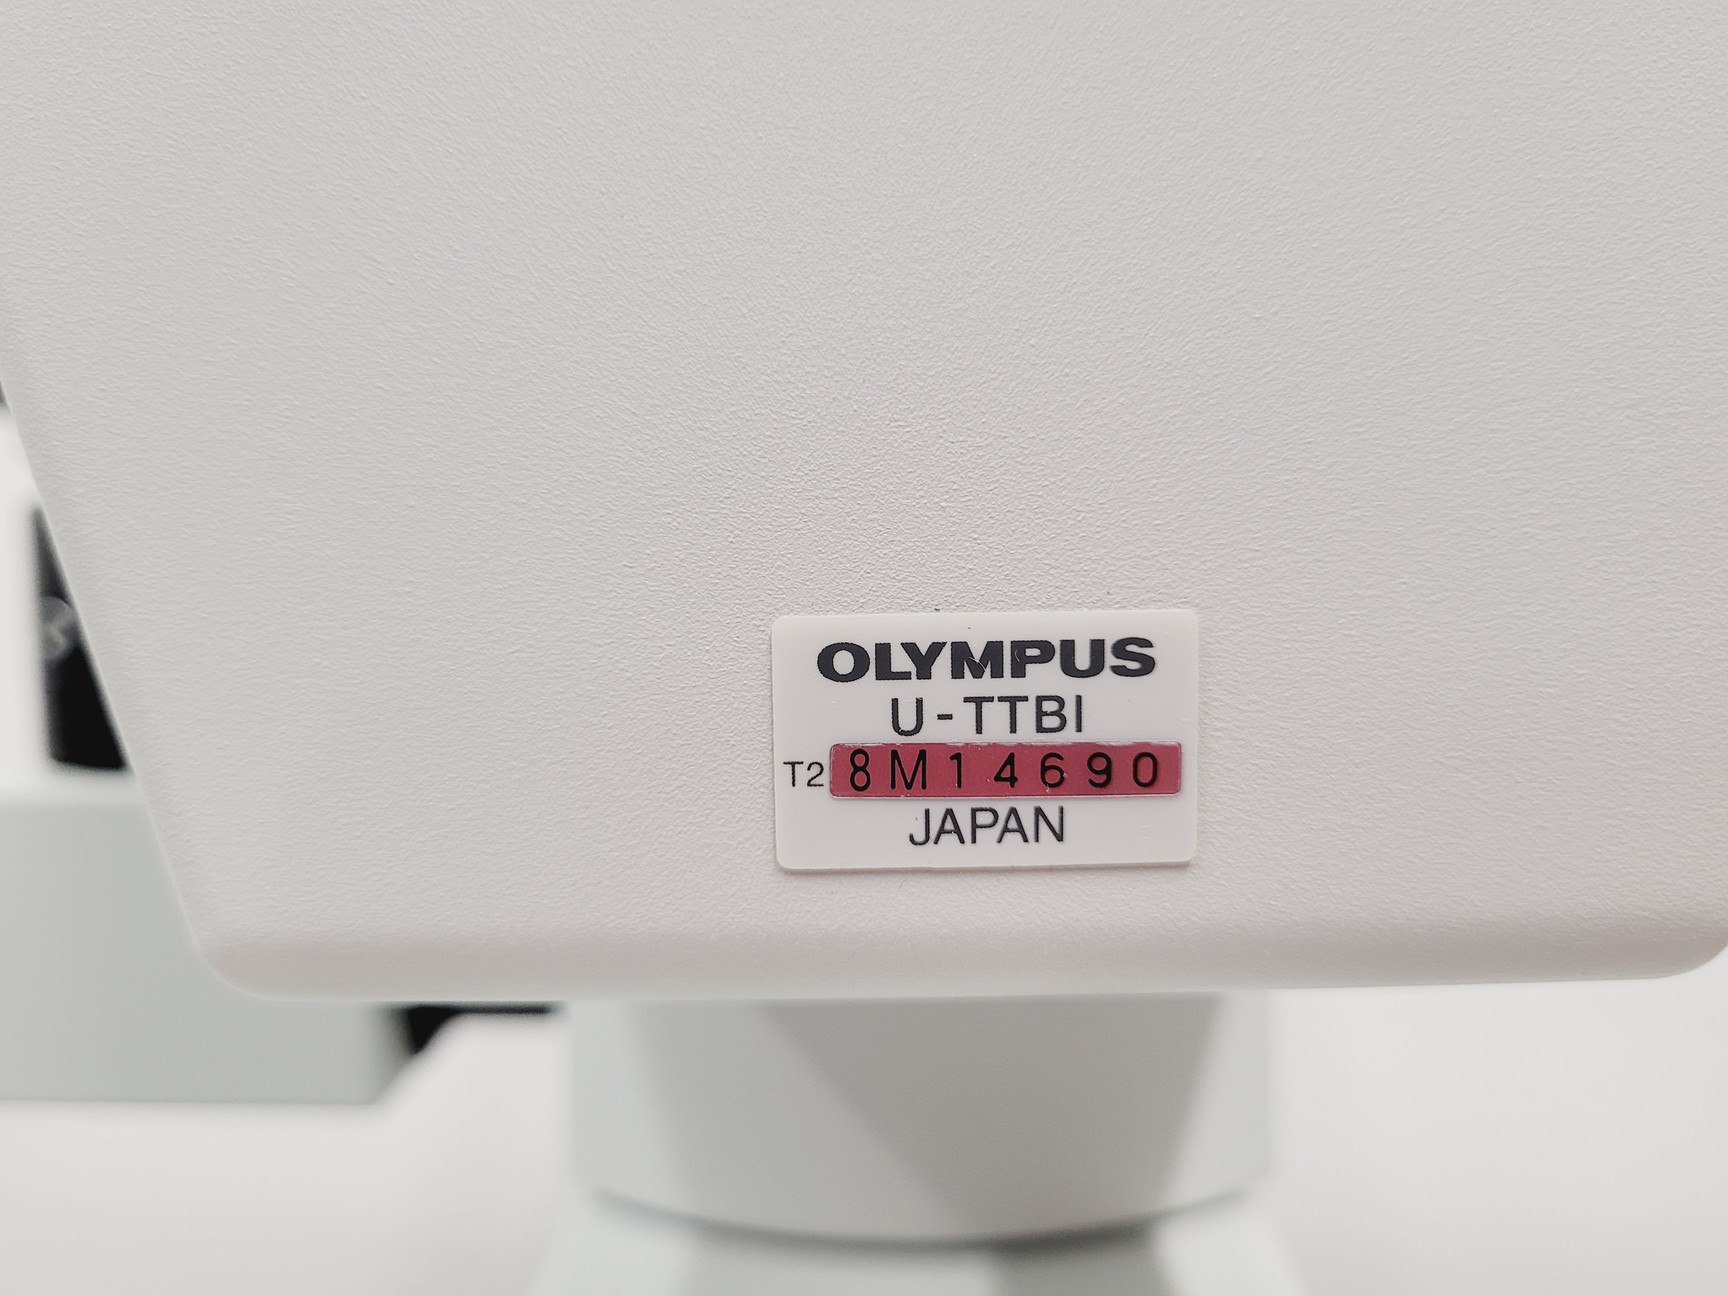 OLYMPUS
U-TTBI
T2 8M14690
JAPAN